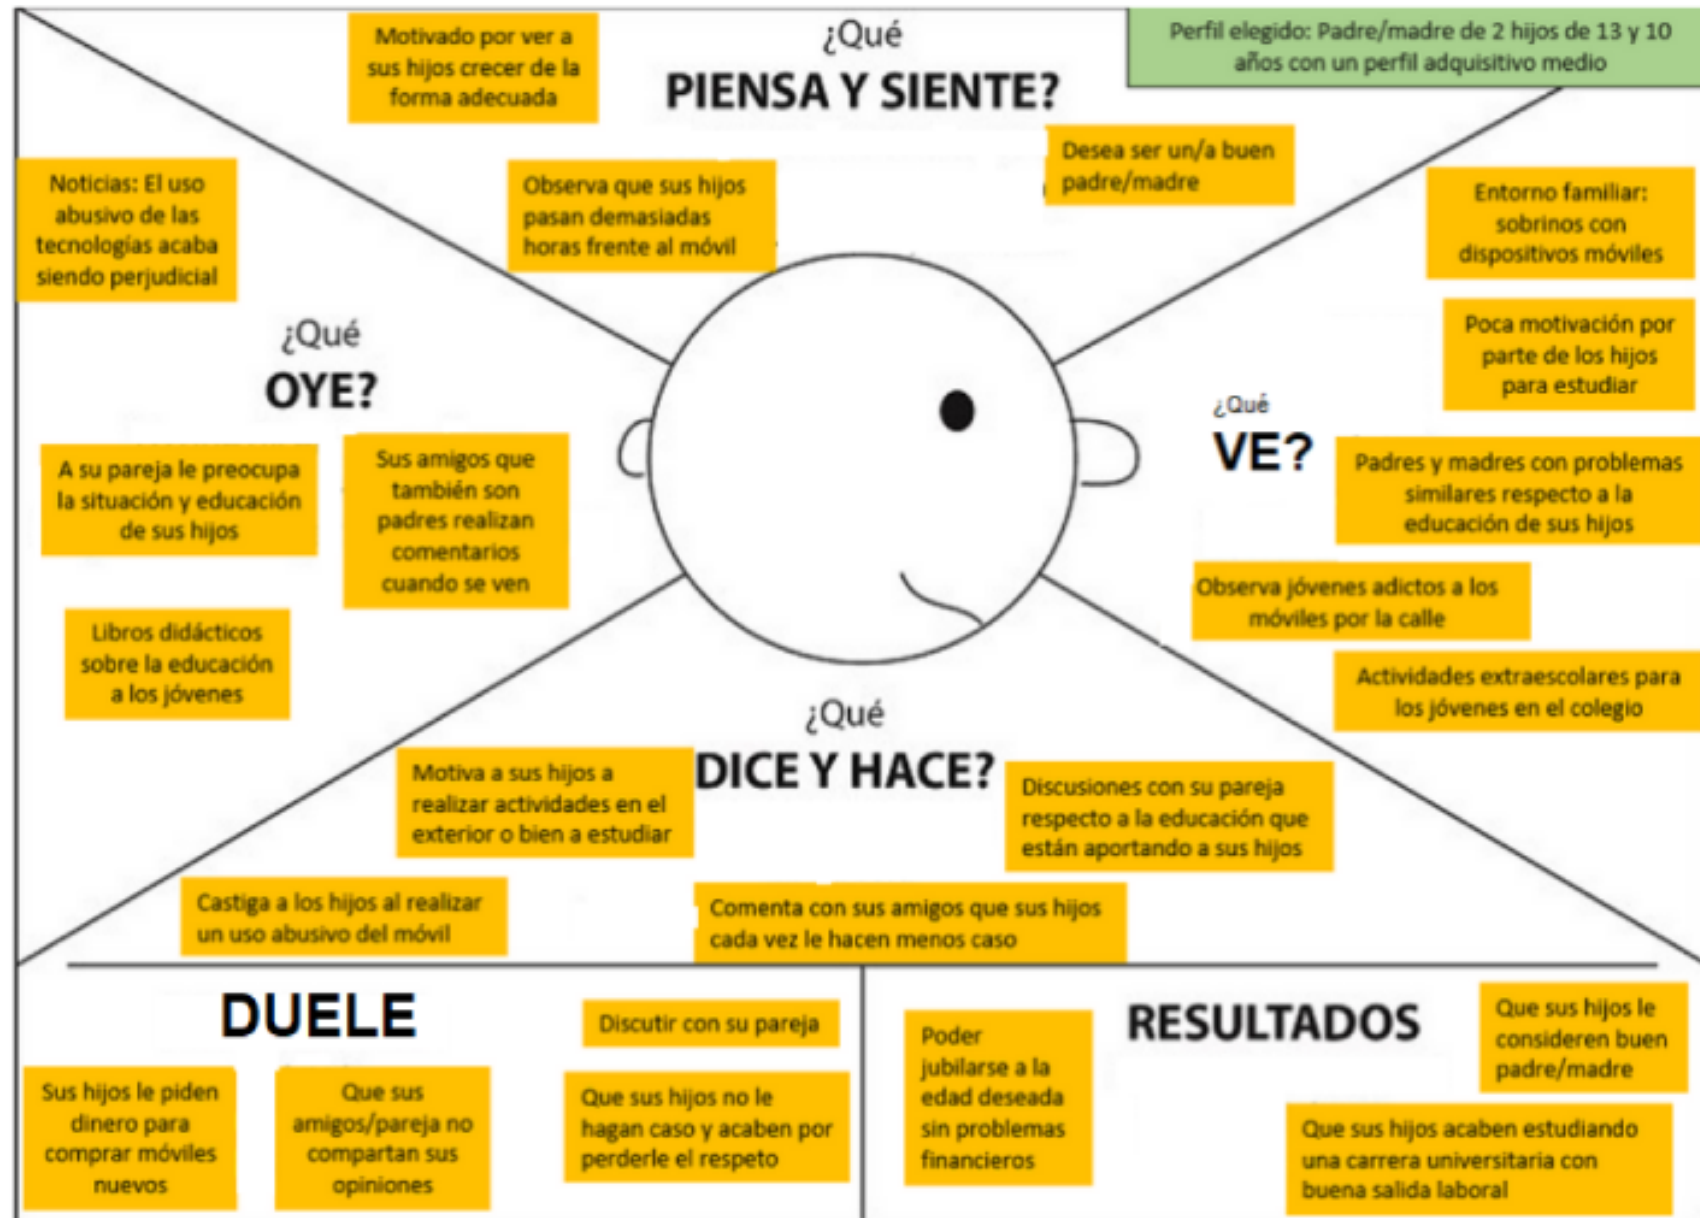 Motivado por ver a
sus hijos crecer de la
forma adecuada
¿Qué
PIENSA Y SIENTE?
Perfil elegido: Padre/madre de 2 hijos de 13 y 10
años con un perfil adquisitivo medio
Observa que sus hijos
pasan demasiadas
horas frente al móvil
Desea ser un/a buen
padre/madre
Noticias: El uso
abusivo de las
tecnologías acaba
siendo perjudicial
¿Qué
OYE?
A su pareja le preocupa
la situación y educación
de sus hijos
Sus amigos que
también son
padres realizan
comentarios
cuando se ven
Libros didácticos
sobre la educación
a los jóvenes
Entorno familiar:
sobrinos con
dispositivos móviles
Poca motivación por
parte de los hijos
para estudiar
¿Qué
VE?
Padres y madres con problemas
similares respecto a la
educación de sus hijos
Observa jóvenes adictos a los
móviles por la calle
Actividades extraescolares para
los jóvenes en el colegio
¿Qué
DICE Y HACE?
Motiva a sus hijos a
realizar actividades en el
exterior o bien a estudiar
Discusiones con su pareja
respecto a la educación que
están aportando a sus hijos
Castiga a los hijos al realizar
un uso abusivo del móvil
Comenta con sus amigos que sus hijos
cada vez le hacen menos caso
DUELE
Discutir con su pareja
Sus hijos le piden
dinero para
comprar móviles
nuevos
Que sus
amigos/pareja no
compartan sus
opiniones
Que sus hijos no le
hagan caso y acaben por
perderle el respeto
RESULTADOS
Poder
jubilarse a la
edad deseada
sin problemas
financieros
Que sus hijos le
consideren buen
padre/madre
Que sus hijos acaben estudiando
una carrera universitaria con
buena salida laboral